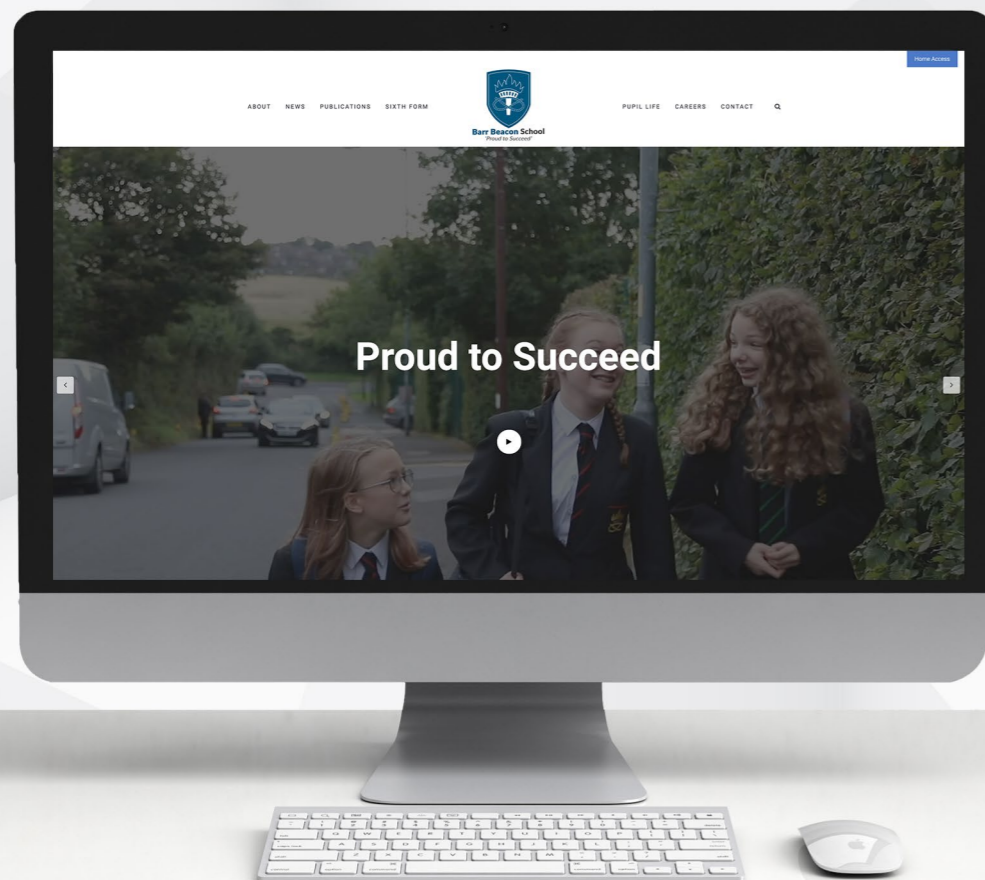 Home Access
ABOUT NEWS PUBLICATIONS SIXTH FORM
PUPIL LIFE CAREERS CONTACT
Barr Beacon School
'Proud to Succeed'
Proud to Succeed